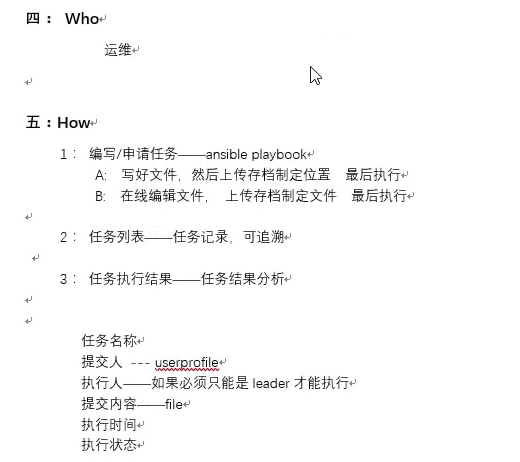 四： Who
运维
五：How
1： 编写/申请任务——ansible playbook
A: 写好文件，然后上传存档制定位置 最后执行
B: 在线编辑文件， 上传存档制定文件 最后执行
2： 任务列表——任务记录，可追溯
3： 任务执行结果——任务结果分析
任务名称
提交人 --- userprofile
执行人——如果必须只能是 leader 才能执行
提交内容——file
执行时间
执行状态